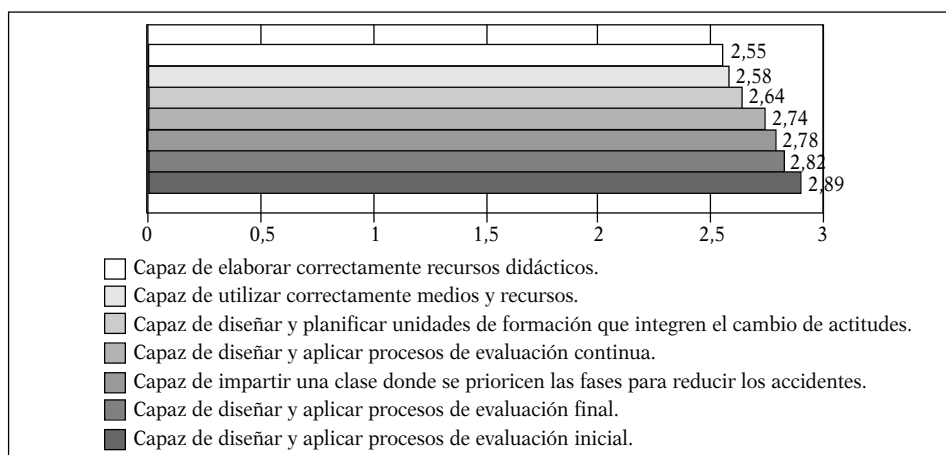 2,55
2,58
2,64
2,74
2,78
2,82
2,89
0 0,5 1 1,5 2 2,5 3
Capaz de elaborar correctamente recursos didácticos.
Capaz de utilizar correctamente medios y recursos.
Capaz de diseñar y planificar unidades de formación que integren el cambio de actitudes.
Capaz de diseñar y aplicar procesos de evaluación continua.
Capaz de impartir una clase donde se prioricen las fases para reducir los accidentes.
Capaz de diseñar y aplicar procesos de evaluación final.
Capaz de diseñar y aplicar procesos de evaluación inicial.